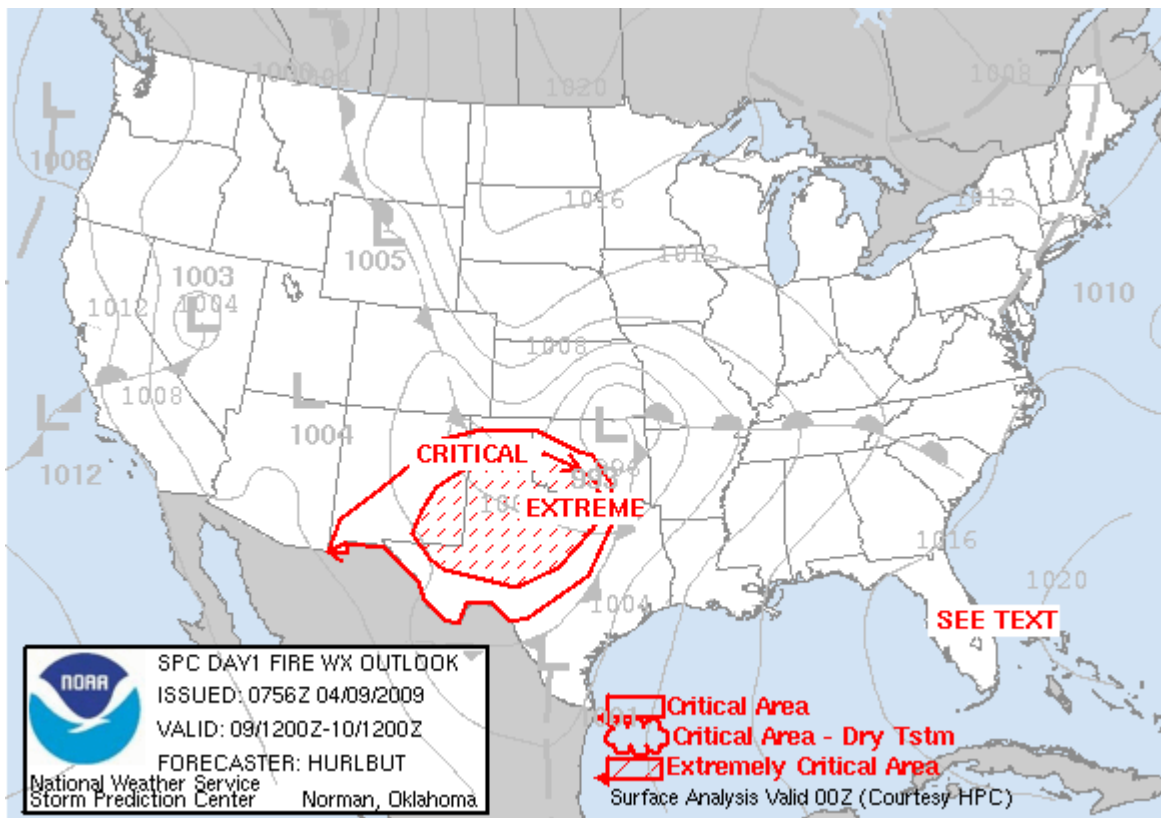 1004
1020
1008
1008
1016
1012
1012
1005
1003
1004
1012
1010
1008
1008
1004
1012
CRITICAL
EXTREME
1016
1020
1004
SEE TEXT
NOAA
SPC DAY1 FIRE WX OUTLOOK
ISSUED: 0756Z 04/09/2009
VALID: 09/1200Z-10/1200Z
FORECASTER: HURLBUT
National Weather Service
Storm Prediction Center Norman, Oklahoma
Critical Area
Critical Area - Dry Tstm
Extremely Critical Area
Surface Analysis Valid 00Z (Courtesy HPC)